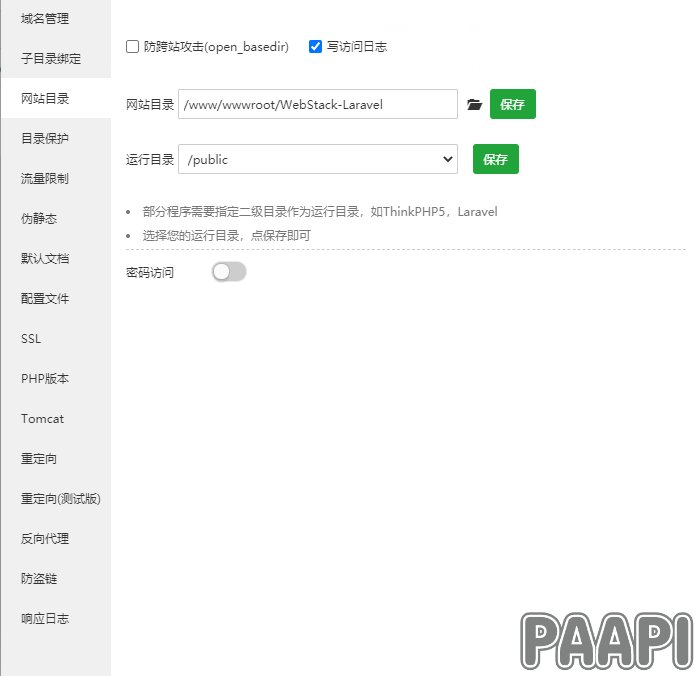 域名管理
子目录绑定
网站目录
目录保护
流量限制
伪静态
默认文档
配置文件
SSL
PHP版本
Tomcat
重定向
重定向(测试版)
反向代理
防盗链
响应日志
防跨站攻击(open_basedir) 写访问日志
网站目录 /www/wwwroot/WebStack-Laravel 保存
运行目录 /public 保存
部分程序需要指定二级目录作为运行目录，如ThinkPHP5，Laravel
选择您的运行目录，点保存即可
密码访问
PAAPI